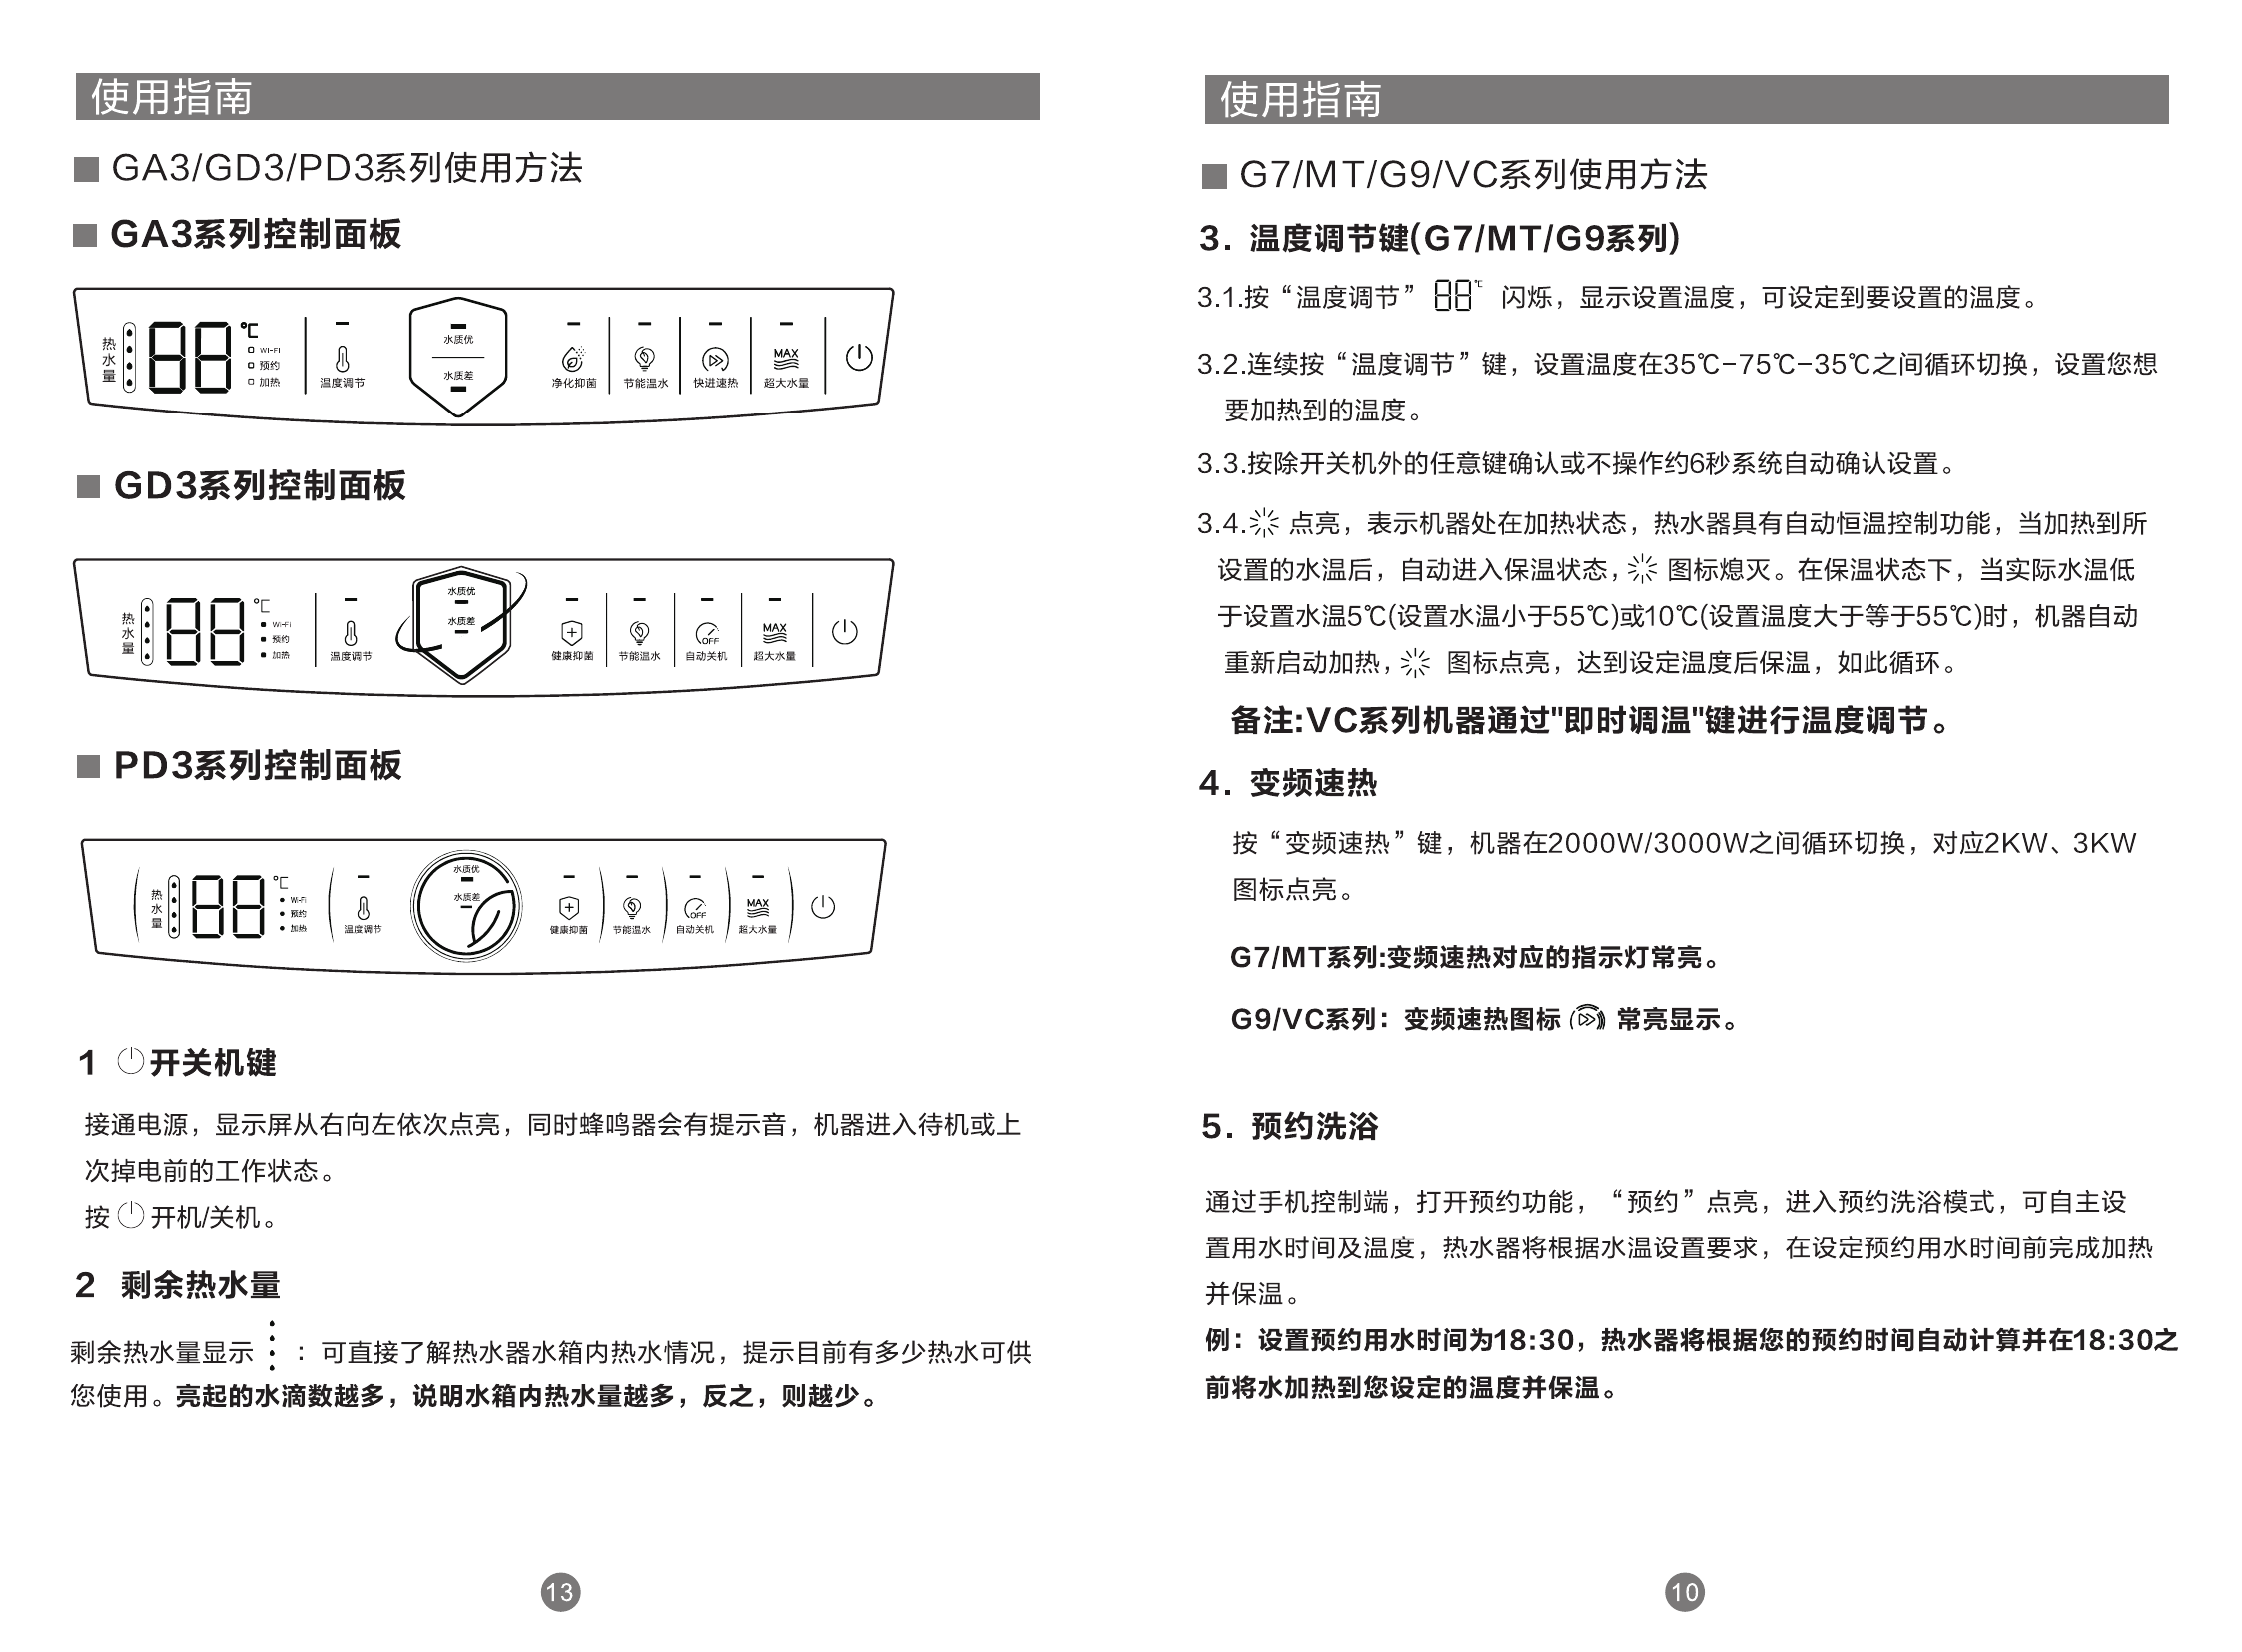 使用指南
GA3/GD3/PD3系列使用方法
GA3系列控制面板
热水量
88 ℃
WI-FI
预约
加热
温度调节
水质优
水质差
净化抑菌
节能温水
快进速热
MAX
超大水量
GD3系列控制面板
热水量
88 ℃
Wi-Fi
预约
加热
温度调节
水质优
水质差
健康抑菌
节能温水
OFF
自动关机
MAX
超大水量
PD3系列控制面板
热水量
88 ℃
Wi-Fi
预约
加热
温度调节
水质优
水质差
健康抑菌
节能温水
OFF
自动关机
MAX
超大水量
1 开关机键
接通电源，显示屏从右向左依次点亮，同时蜂鸣器会有提示音，机器进入待机或上
次掉电前的工作状态。
按 开机/关机。
2 剩余热水量
剩余热水量显示 ：可直接了解热水器水箱内热水情况，提示目前有多少热水可供
您使用。亮起的水滴数越多，说明水箱内热水量越多，反之，则越少。
13
使用指南
G7/MT/G9/VC系列使用方法
3. 温度调节键(G7/MT/G9系列)
3.1.按“温度调节” 88℃ 闪烁，显示设置温度，可设定到要设置的温度。
3.2.连续按“温度调节”键，设置温度在35℃-75℃-35℃之间循环切换，设置您想
要加热到的温度。
3.3.按除开关机外的任意键确认或不操作约6秒系统自动确认设置。
3.4. 点亮，表示机器处在加热状态，热水器具有自动恒温控制功能，当加热到所
设置的水温后，自动进入保温状态， 图标熄灭。在保温状态下，当实际水温低
于设置水温5℃(设置水温小于55℃)或10℃(设置温度大于等于55℃)时，机器自动
重新启动加热， 图标点亮，达到设定温度后保温，如此循环。
备注:VC系列机器通过"即时调温"键进行温度调节。
4. 变频速热
按“变频速热”键，机器在2000W/3000W之间循环切换，对应2KW、3KW
图标点亮。
G7/MT系列:变频速热对应的指示灯常亮。
G9/VC系列：变频速热图标 常亮显示。
5. 预约洗浴
通过手机控制端，打开预约功能，“预约”点亮，进入预约洗浴模式，可自主设
置用水时间及温度，热水器将根据水温设置要求，在设定预约用水时间前完成加热
并保温。
例：设置预约用水时间为18:30，热水器将根据您的预约时间自动计算并在18:30之
前将水加热到您设定的温度并保温。
10